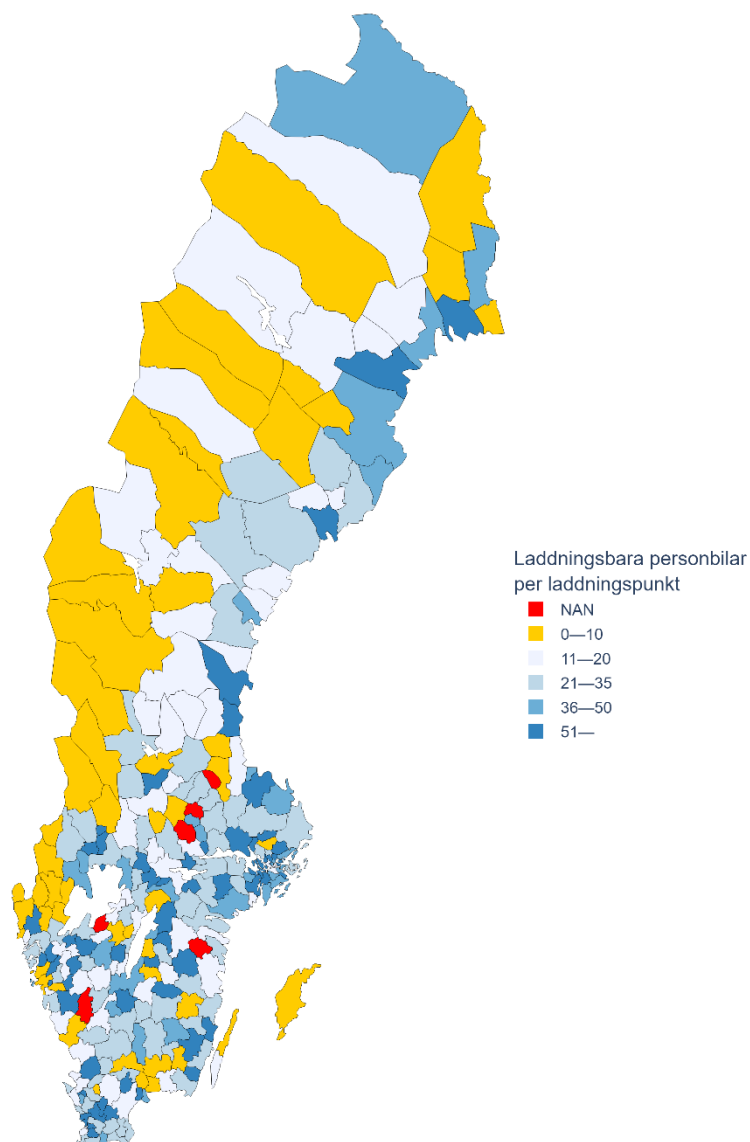 Laddningsbara personbilar
per laddningspunkt
NAN
0—10
11—20
21—35
36—50
51—